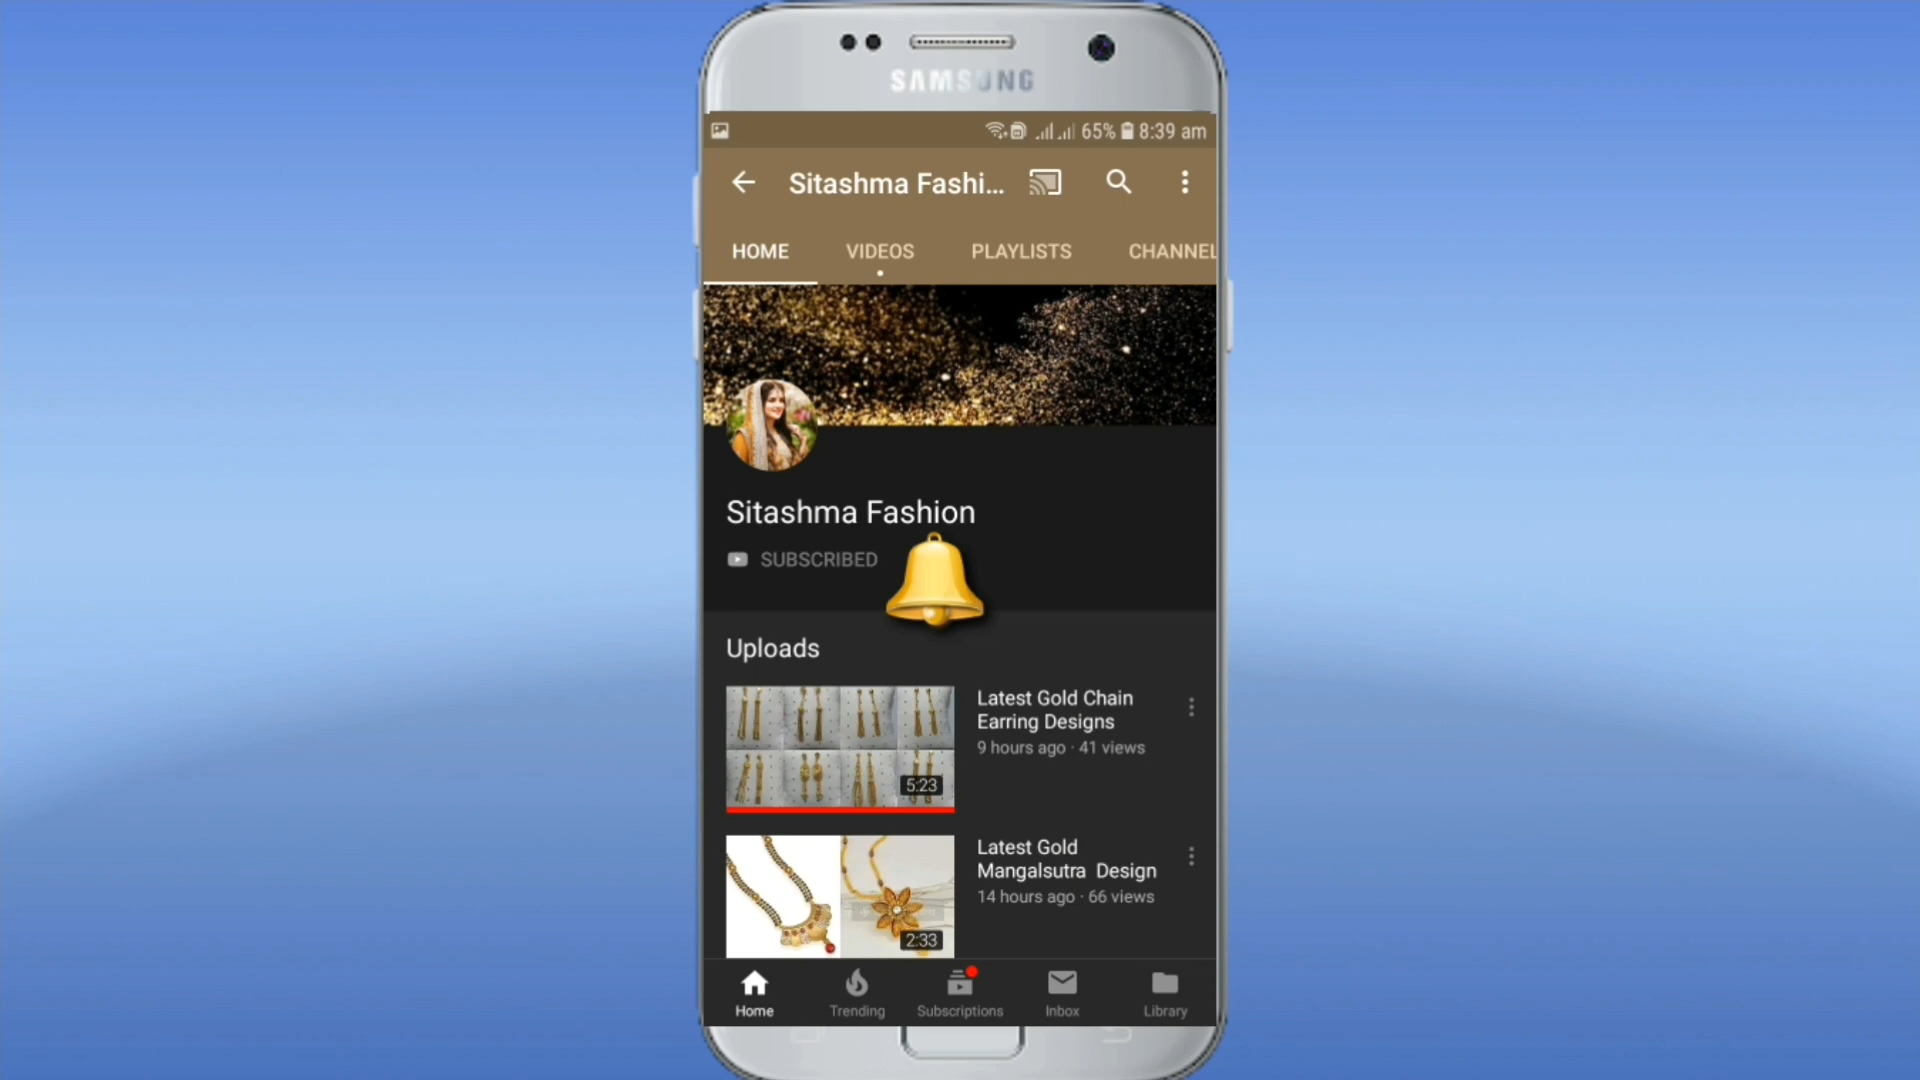 SAMSUNG
65% 8:39 am
Sitashma Fashi...
HOME VIDEOS PLAYLISTS CHANNEL
Sitashma Fashion
SUBSCRIBED
Uploads
Latest Gold Chain
Earring Designs
9 hours ago · 41 views
5:23
Latest Gold
Mangalsutra Design
14 hours ago · 66 views
2:33
Home Trending Subscriptions Inbox Library